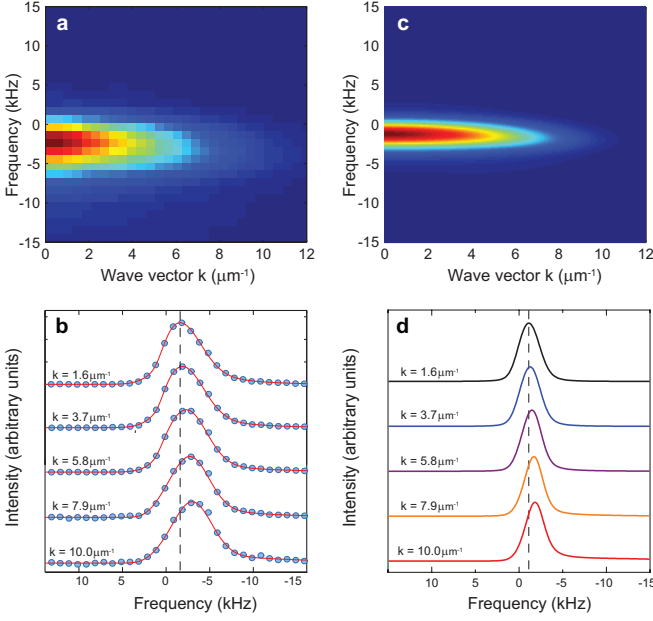 a
15
10
5
0
-5
-10
-15
Frequency (kHz)
0 2 4 6 8 10 12
Wave vector k (μm⁻¹)
c
15
10
5
0
-5
-10
-15
Frequency (kHz)
0 2 4 6 8 10 12
Wave vector k (μm⁻¹)
b
k = 1.6μm⁻¹
k = 3.7μm⁻¹
k = 5.8μm⁻¹
k = 7.9μm⁻¹
k = 10.0μm⁻¹
Intensity (arbitrary units)
10 5 0 -5 -10 -15
Frequency (kHz)
d
k = 1.6μm⁻¹
k = 3.7μm⁻¹
k = 5.8μm⁻¹
k = 7.9μm⁻¹
k = 10.0μm⁻¹
Intensity (arbitrary units)
10 5 0 -5 -10 -15
Frequency (kHz)